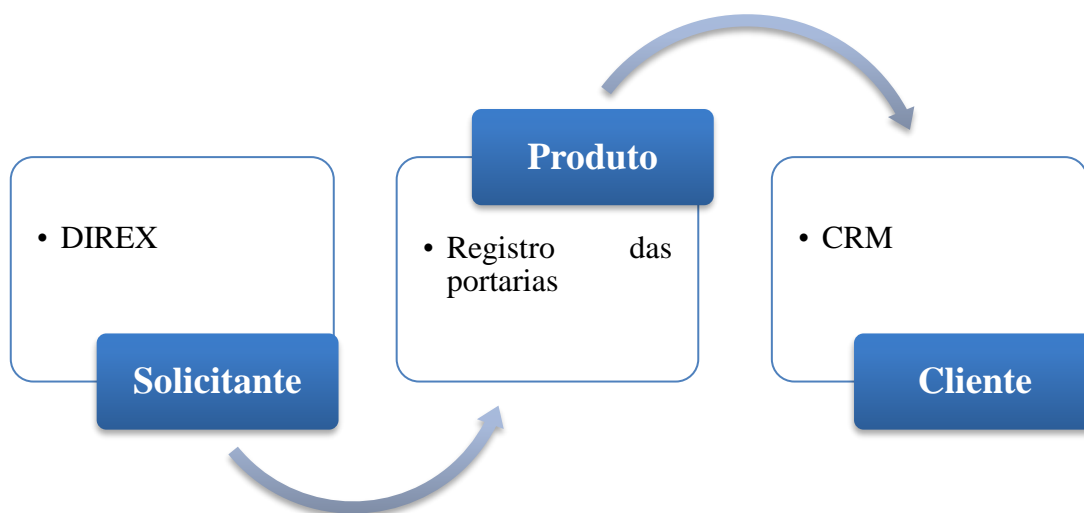 • DIREX
Solicitante
Produto
• Registro das
portarias
• CRM
Cliente